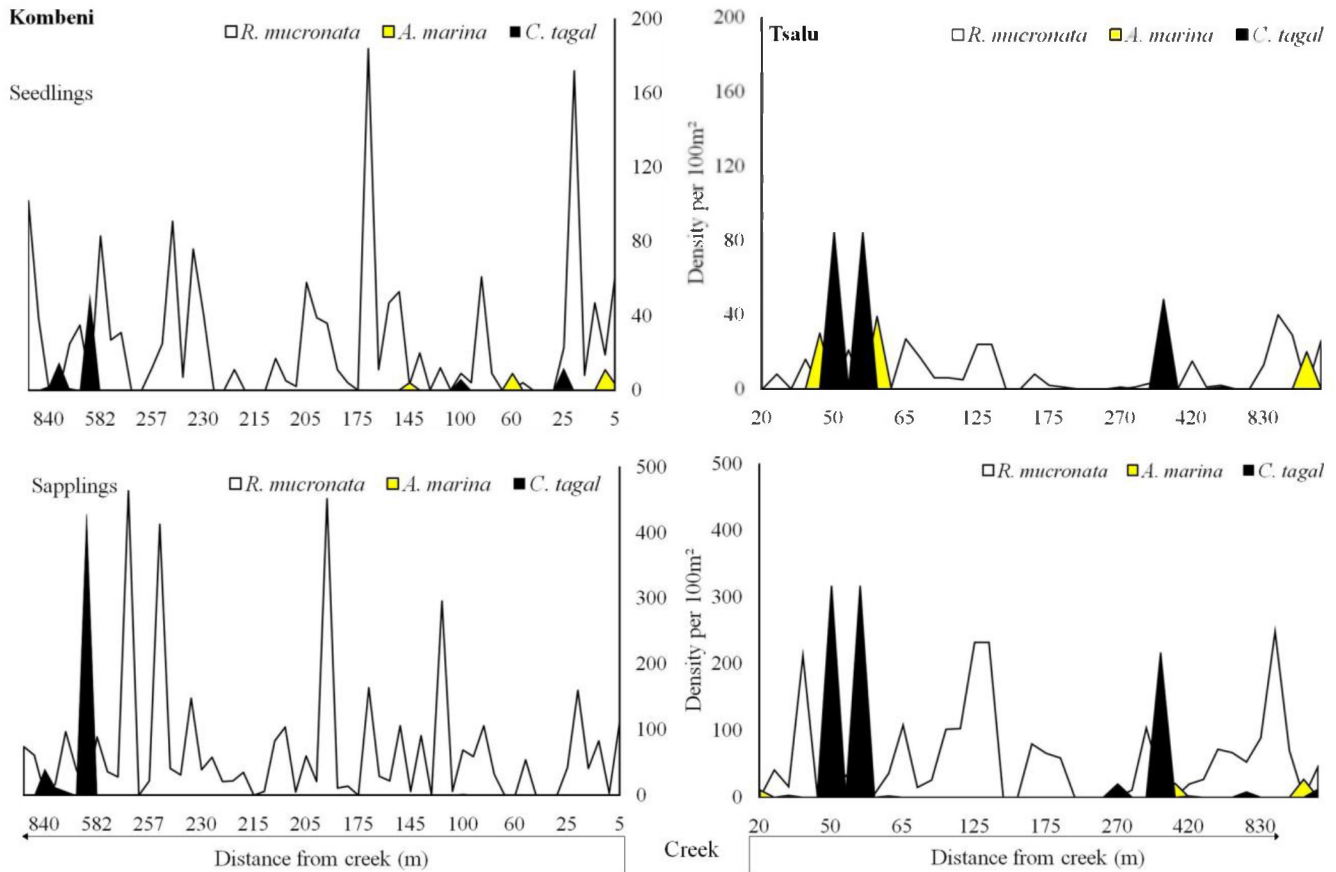 Kombeni
R. mucronata A. marina C. tagal
Seedlings
200
160
120
80
40
0
840 582 257 230 215 205 175 145 100 60 25 5
Tsalu
R. mucronata A. marina C. tagal
Density per 100m²
200
160
120
80
40
0
20 50 65 125 175 270 420 830
Sapplings
R. mucronata A. marina C. tagal
500
400
300
200
100
0
840 582 257 230 215 205 175 145 100 60 25 5
Distance from creek (m)
R. mucronata A. marina C. tagal
Density per 100m²
500
400
300
200
100
0
20 50 65 125 175 270 420 830
Creek
Distance from creek (m)